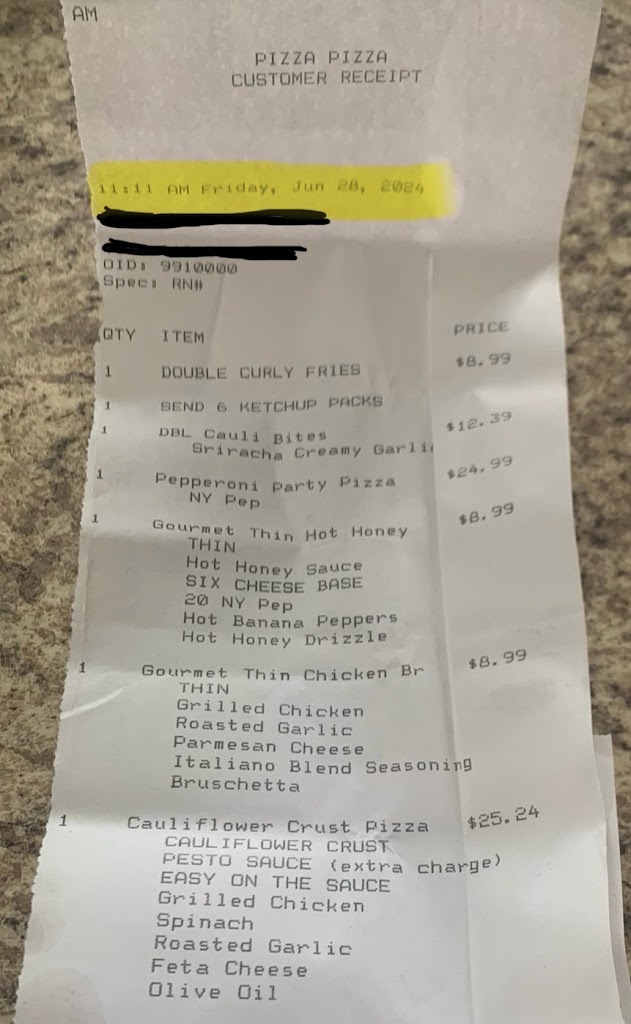 AM
PIZZA PIZZA
CUSTOMER RECEIPT
11:11 AM Friday, Jun 28, 2024
OID: 9910000
Spec: RN#
QTY ITEM PRICE
1 DOUBLE CURLY FRIES $8.99
1 SEND 6 KETCHUP PACKS
1 DBL Cauli Bites $12.39
Sriracha Creamy Garli
1 Pepperoni Party Pizza $24.99
NY Pep
1 Gourmet Thin Hot Honey $8.99
THIN
Hot Honey Sauce
SIX CHEESE BASE
20 NY Pep
Hot Banana Peppers
Hot Honey Drizzle
1 Gourmet Thin Chicken Br $8.99
THIN
Grilled Chicken
Roasted Garlic
Parmesan Cheese
Italiano Blend Seasoning
Bruschetta
1 Cauliflower Crust Pizza $25.24
CAULIFLOWER CRUST
PESTO SAUCE (extra charge)
EASY ON THE SAUCE
Grilled Chicken
Spinach
Roasted Garlic
Feta Cheese
Olive Oil